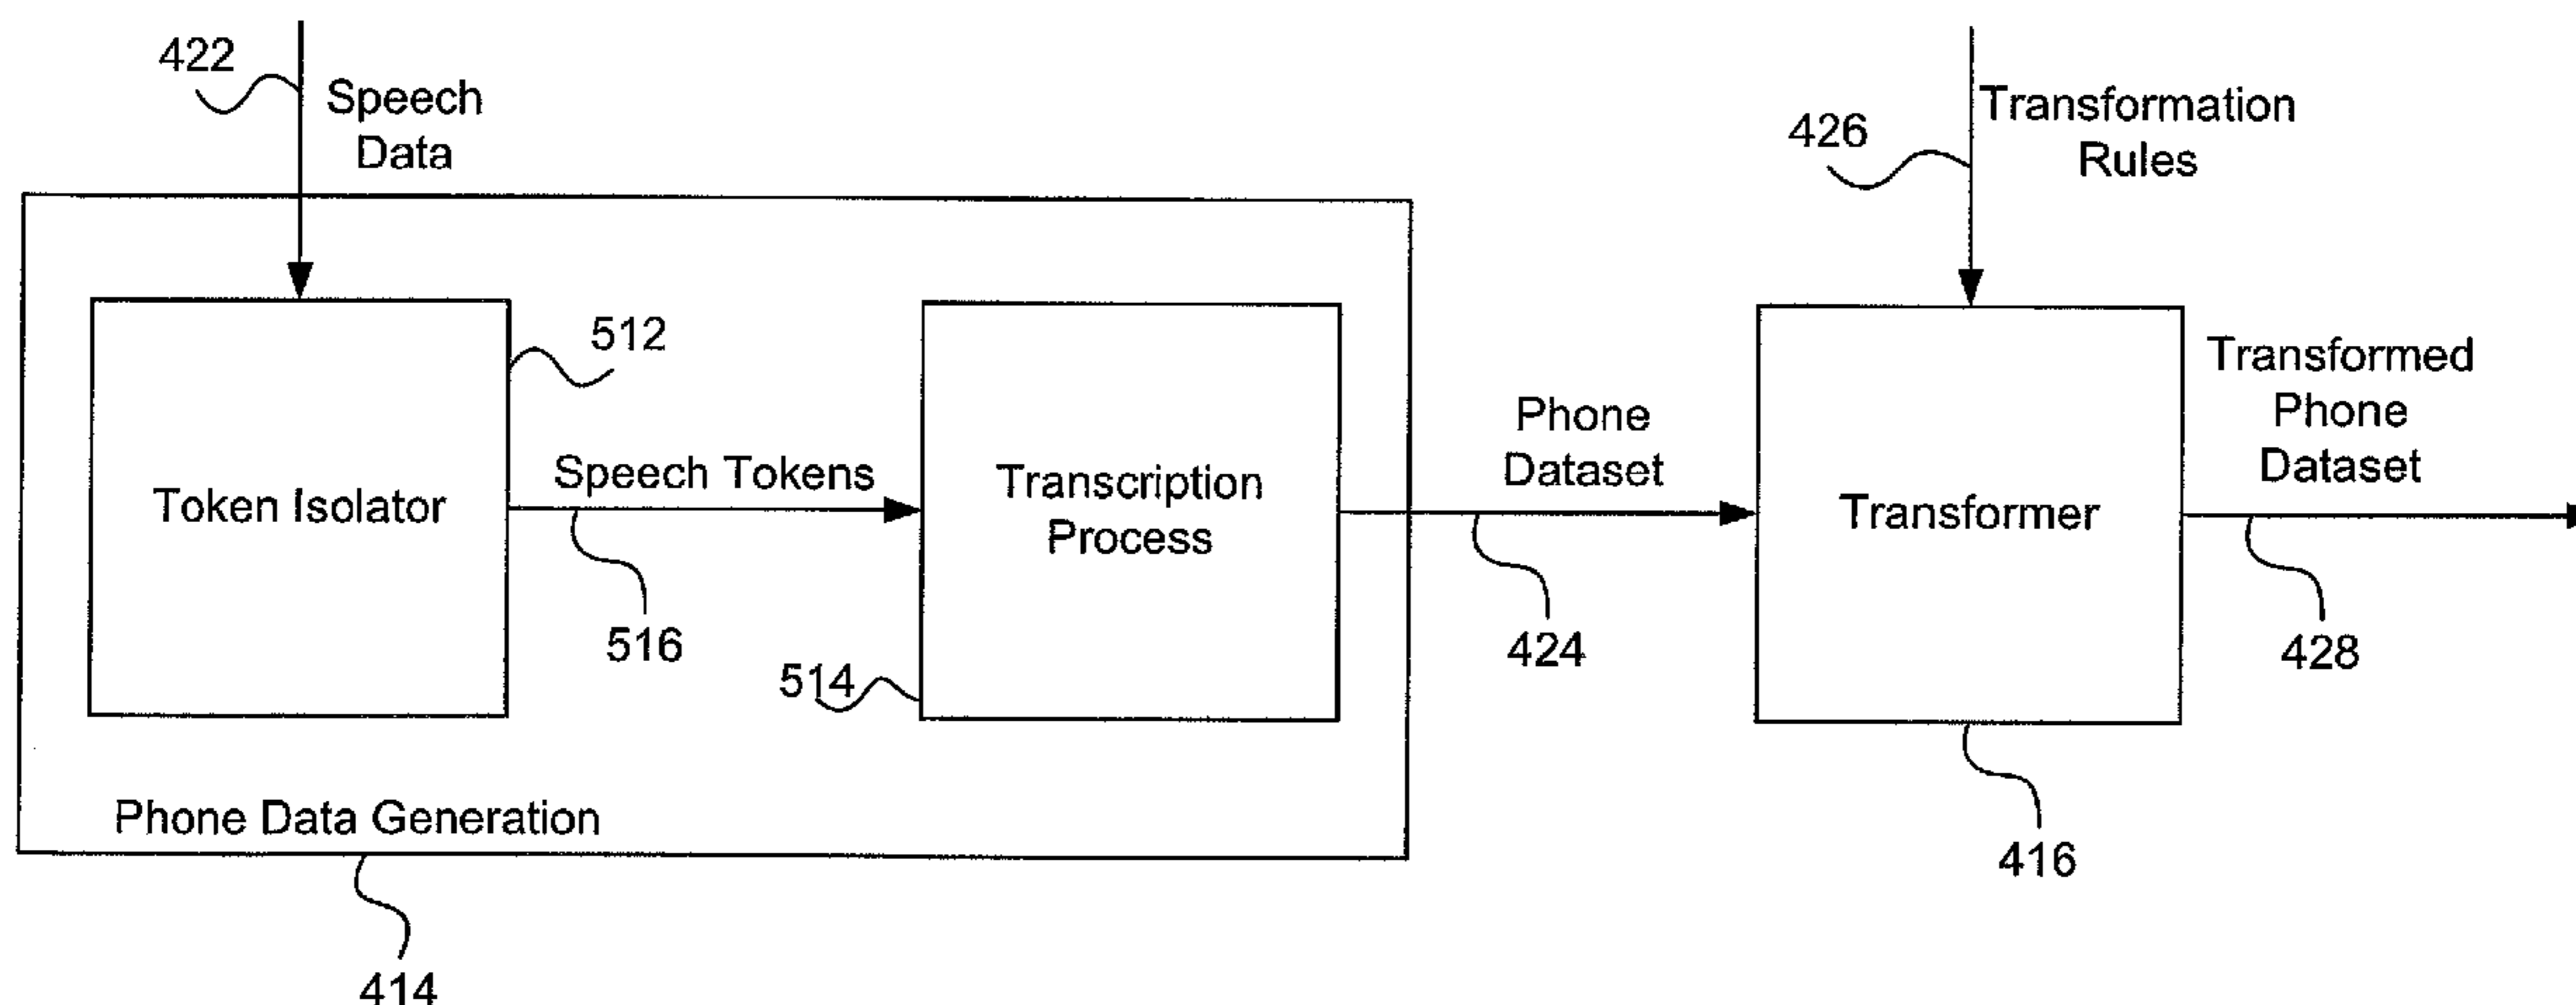 422
Speech
Data
426
Transformation
Rules
512
Token Isolator
Speech Tokens
516
514
Transcription
Process
Phone
Dataset
424
Transformer
Transformed
Phone
Dataset
428
416
Phone Data Generation
414